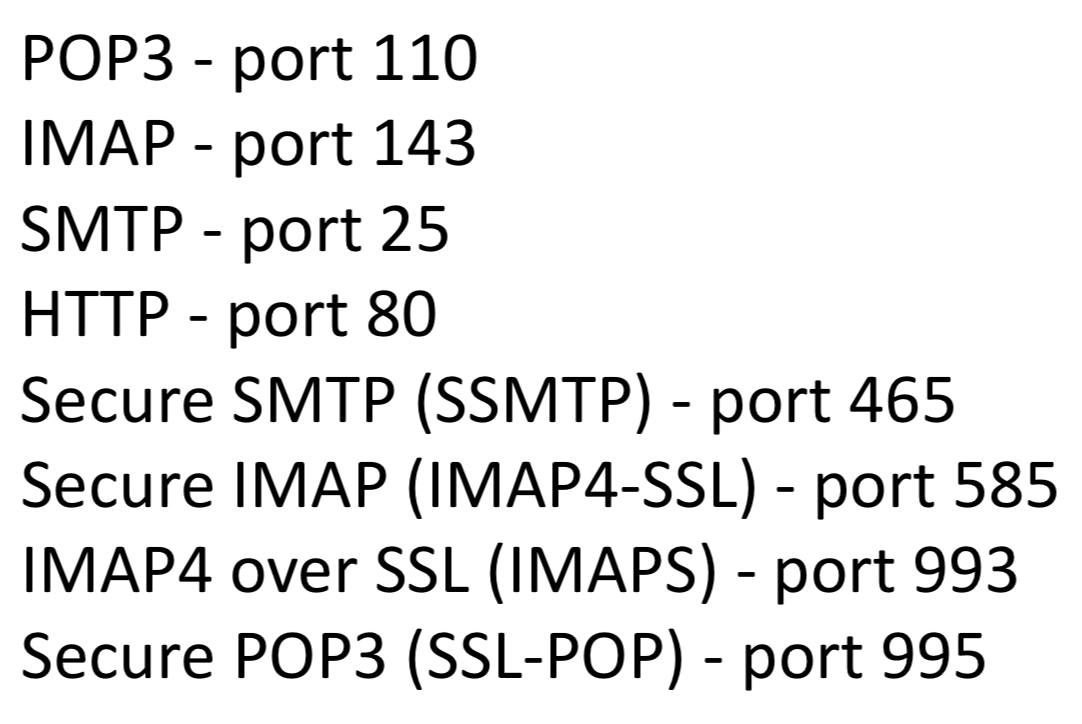 POP3 - port 110
IMAP - port 143
SMTP - port 25
HTTP - port 80
Secure SMTP (SSMTP) - port 465
Secure IMAP (IMAP4-SSL) - port 585
IMAP4 over SSL (IMAPS) - port 993
Secure POP3 (SSL-POP) - port 995